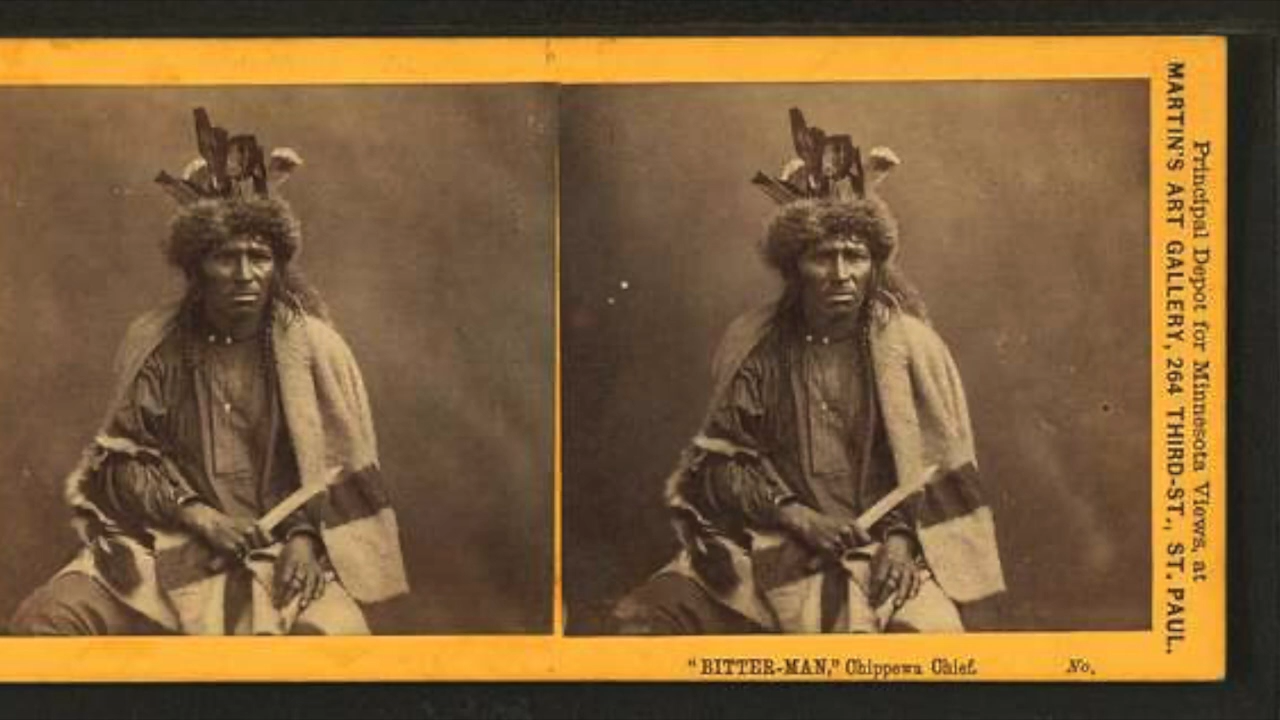 Principal Depot for Minnesota Views, at
MARTIN'S ART GALLERY, 264 THIRD-ST., ST. PAUL.
"BITTER-MAN," Chippewa Chief. No.